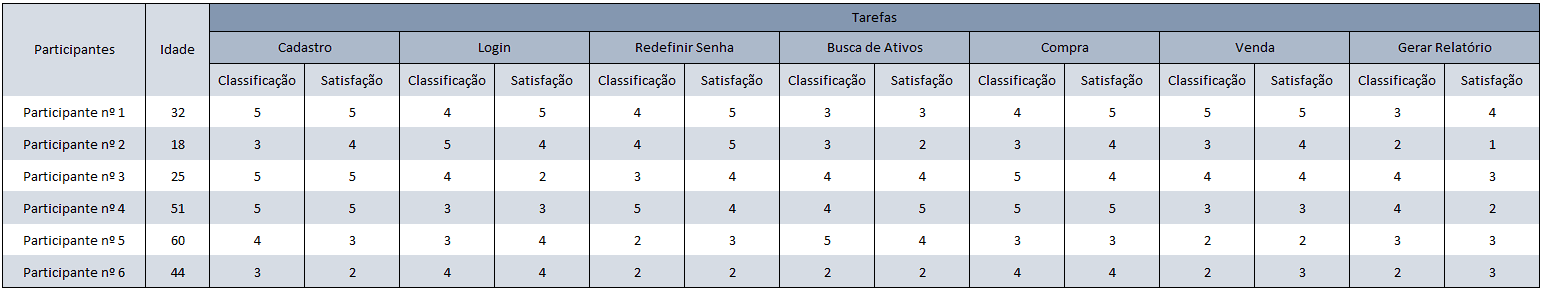 Tarefas
Participantes Idade Cadastro Login Redefinir Senha Busca de Ativos Compra Venda Gerar Relatório
Classificação Satisfação Classificação Satisfação Classificação Satisfação Classificação Satisfação Classificação Satisfação Classificação Satisfação Classificação Satisfação
Participante nº 1 32 5 5 4 5 4 5 3 3 4 5 5 5 3 4
Participante nº 2 18 3 4 5 4 4 5 3 2 3 4 3 4 2 1
Participante nº 3 25 5 5 4 2 3 4 4 4 5 4 4 4 4 3
Participante nº 4 51 5 5 3 3 5 4 4 5 5 5 3 3 4 2
Participante nº 5 60 4 3 3 4 2 3 5 4 3 3 2 2 3 3
Participante nº 6 44 3 2 4 4 2 2 2 2 4 4 2 3 2 3